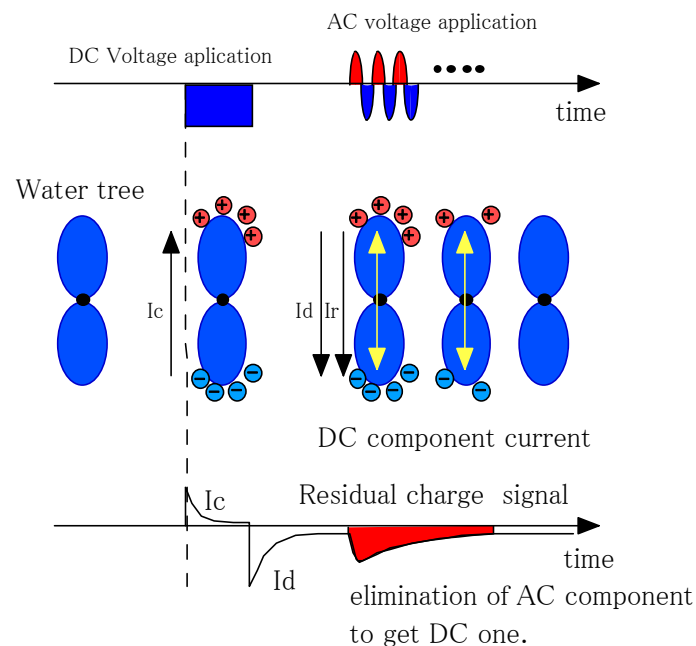 AC voltage application
DC Voltage aplication
time
Water tree
+ + + +
+ + + +
+ +
Ic
Id Ir
− − − −
− − − −
− −
DC component current
Ic
Residual charge signal
time
Id
elimination of AC component
to get DC one.